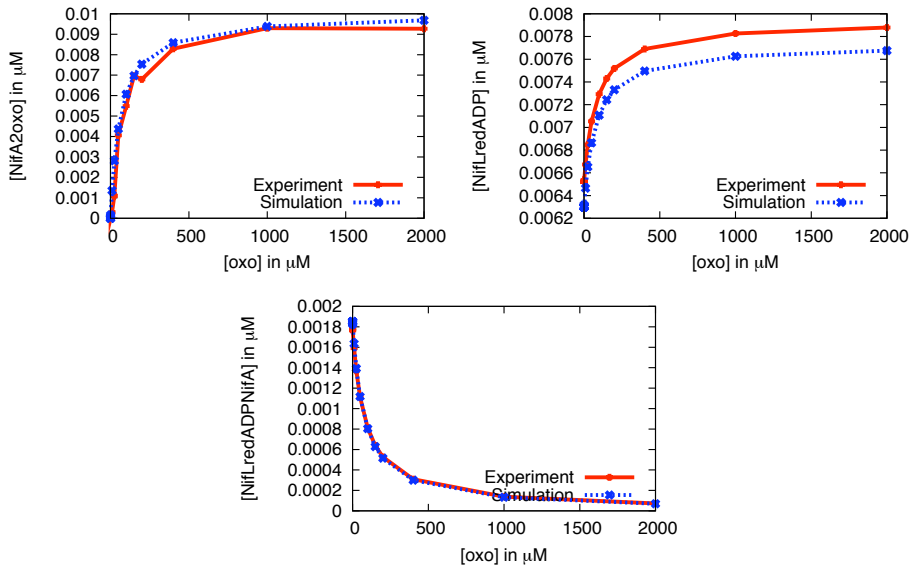 0.01
0.009
0.008
0.007
0.006
0.005
0.004
0.003
0.002
0.001
0
[NifA2oxo] in μM
Experiment
Simulation
0 500 1000 1500 2000
[oxo] in μM
0.008
0.0078
0.0076
0.0074
0.0072
0.007
0.0068
0.0066
0.0064
0.0062
[NifLredADP] in μM
Experiment
Simulation
0 500 1000 1500 2000
[oxo] in μM
0.002
0.0018
0.0016
0.0014
0.0012
0.001
0.0008
0.0006
0.0004
0.0002
0
[NifLredADPNifA] in μM
Experiment
Simulation
0 500 1000 1500 2000
[oxo] in μM